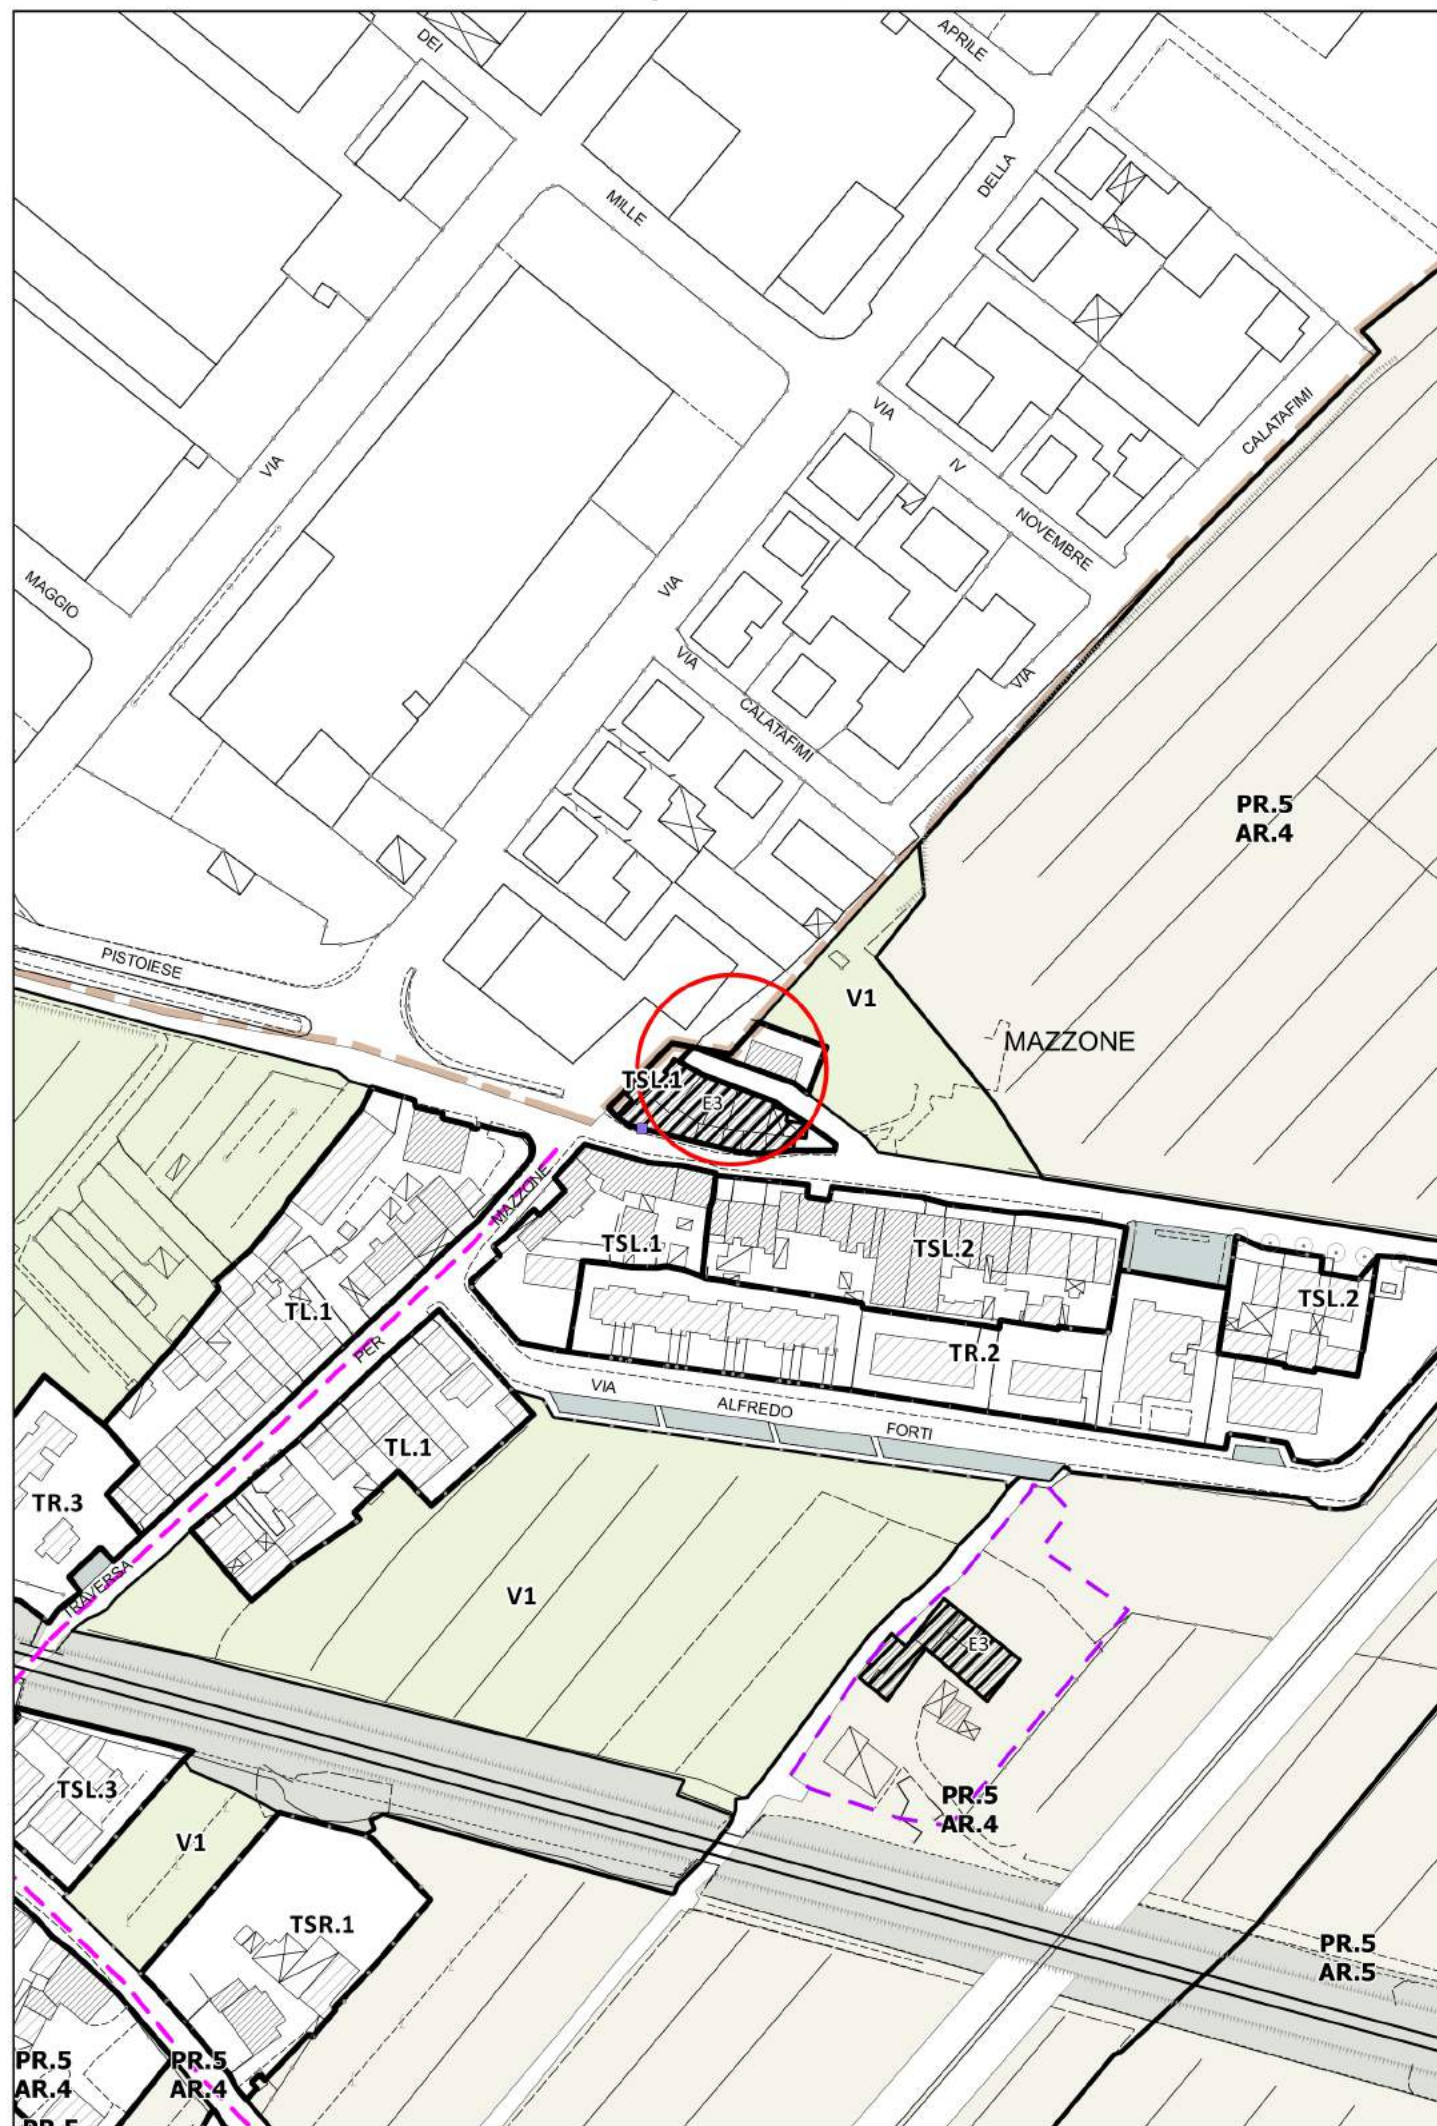 DEI
APRILE
DELLA
MILLE
VIA
IV
NOVEMBRE
CALATAFIMI
VIA
MAGGIO
VIA
VIA
CALATAFIMI
VIA
PR.5
AR.4
PISTOIESE
V1
MAZZONE
TSL.1
E3
MAZZONE
TSL.1
TSL.2
TSL.2
TL.1
PER
TR.2
VIA
ALFREDO
FORTI
TL.1
TR.3
TRAVERSA
V1
E3
TSL.3
PR.5
AR.4
V1
TSR.1
PR.5
AR.5
PR.5
AR.4
PR.5
AR.4